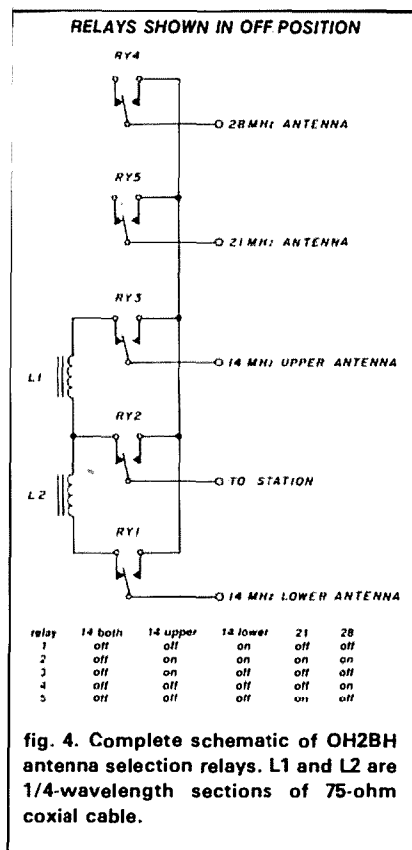 RELAYS SHOWN IN OFF POSITION
RY4
28 MHz ANTENNA
RY5
21 MHz ANTENNA
RY3
L1
14 MHz UPPER ANTENNA
RY2
TO STATION
L2
RY1
14 MHz LOWER ANTENNA
relay 14 both 14 upper 14 lower 21 28
1 off off on off off
2 off on on on on
3 off on off off off
4 off off off off on
5 off off off on off
fig. 4. Complete schematic of OH2BH
antenna selection relays. L1 and L2 are
1/4-wavelength sections of 75-ohm
coxial cable.